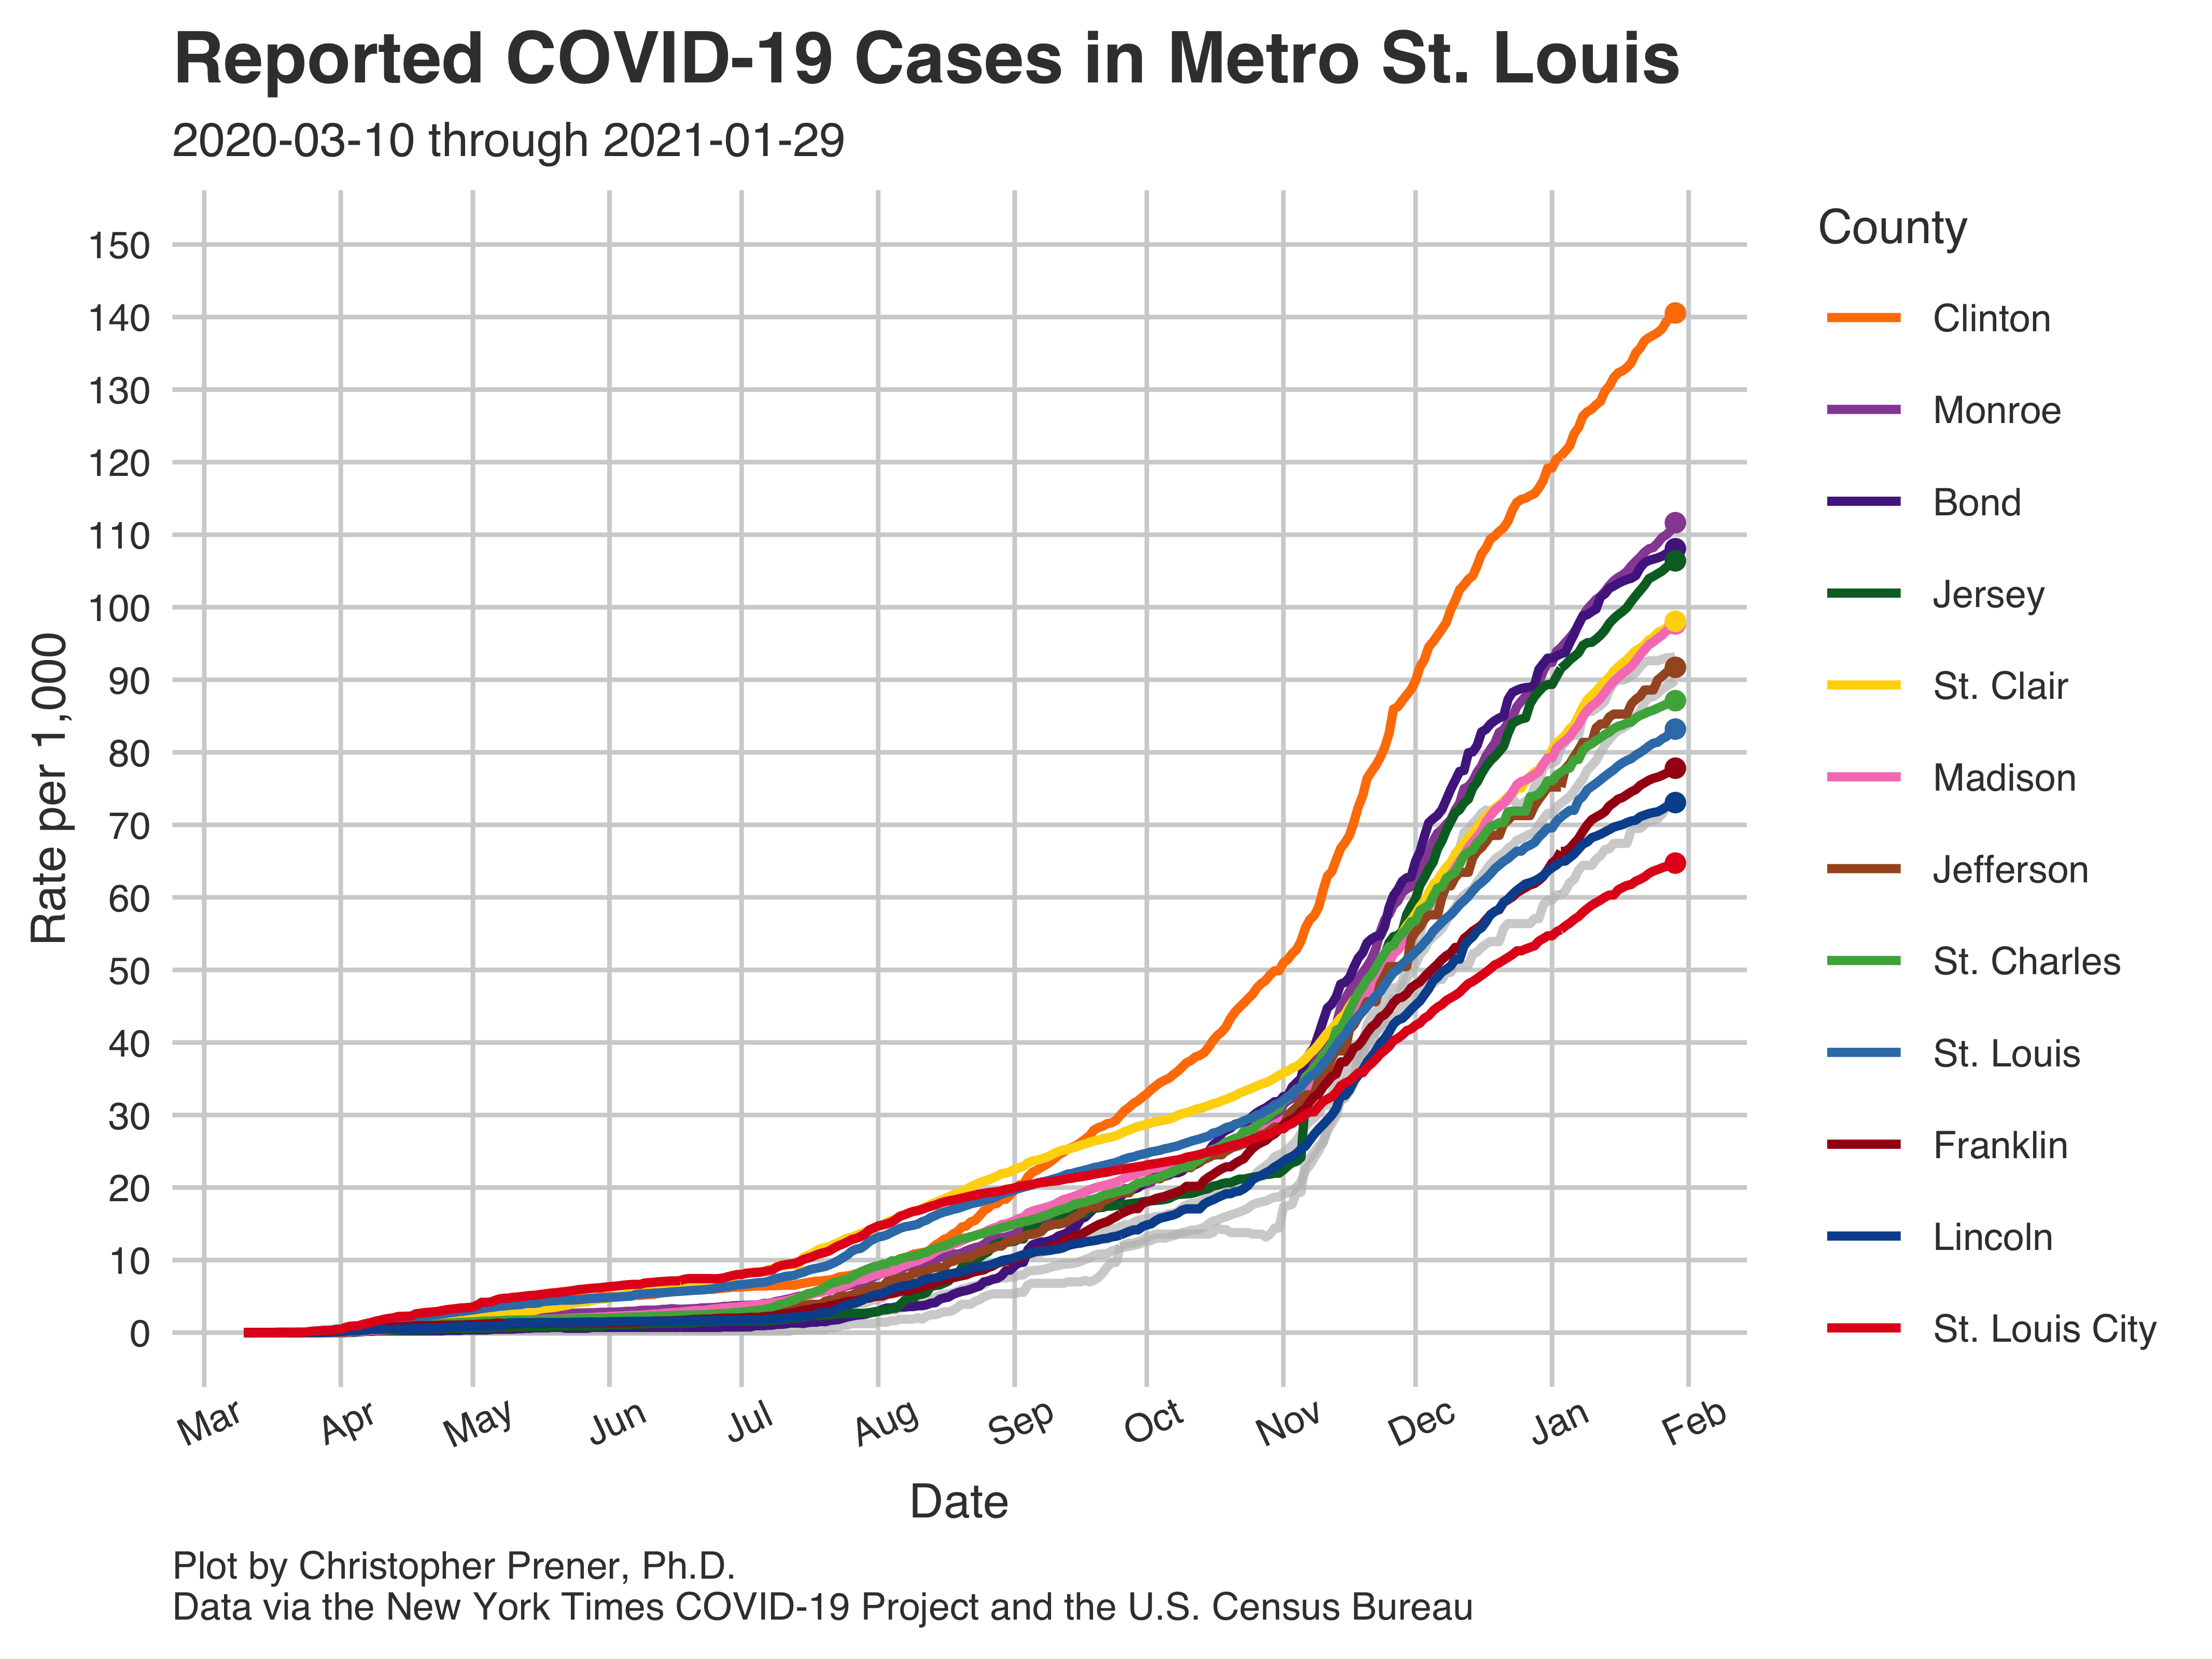 Reported COVID-19 Cases in Metro St. Louis
2020-03-10 through 2021-01-29
Rate per 1,000
150
140
130
120
110
100
90
80
70
60
50
40
30
20
10
0
Mar
Apr
May
Jun
Jul
Aug
Sep
Oct
Nov
Dec
Jan
Feb
Date
County
Clinton
Monroe
Bond
Jersey
St. Clair
Madison
Jefferson
St. Charles
St. Louis
Franklin
Lincoln
St. Louis City
Plot by Christopher Prener, Ph.D.
Data via the New York Times COVID-19 Project and the U.S. Census Bureau